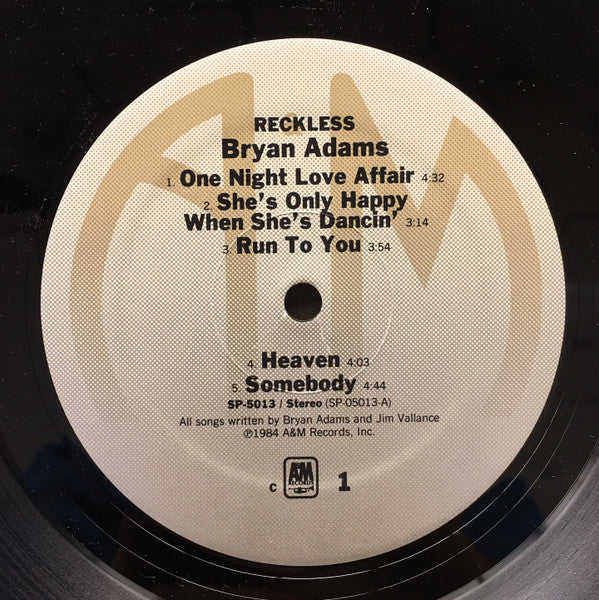 RECKLESS
Bryan Adams
1. One Night Love Affair 4:32
2. She's Only Happy
When She's Dancin' 3:14
3. Run To You 3:54
4. Heaven 4:03
5. Somebody 4:44
SP-5013 / Stereo (SP-05013-A)
All songs written by Bryan Adams and Jim Vallance
℗1984 A&M Records, Inc.
C A&M RECORDS 1